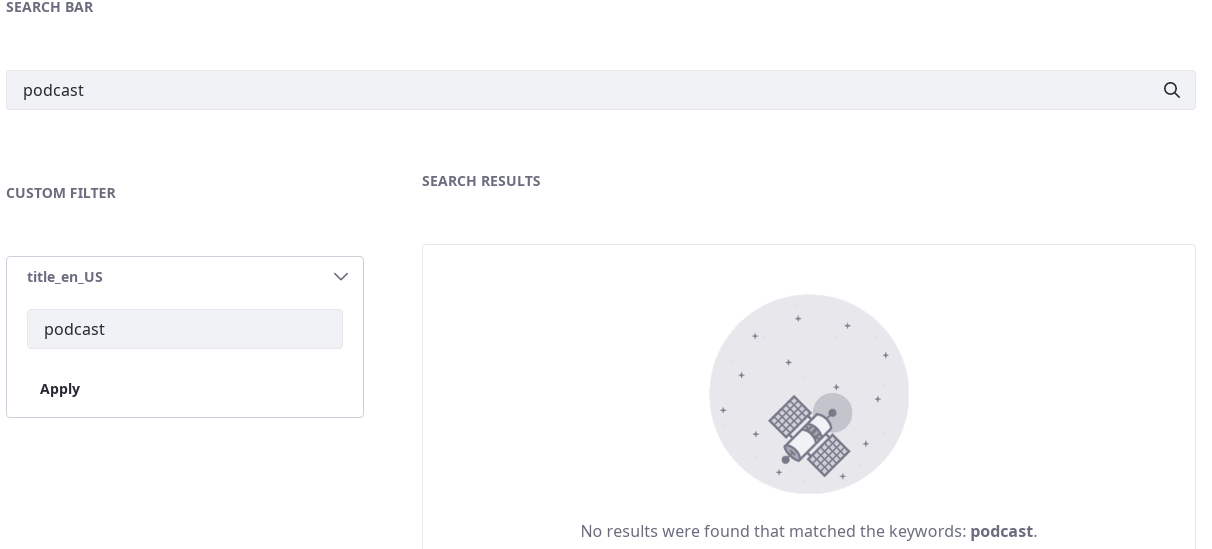 SEARCH BAR
podcast
CUSTOM FILTER
title_en_US
podcast
Apply
SEARCH RESULTS
No results were found that matched the keywords: podcast.